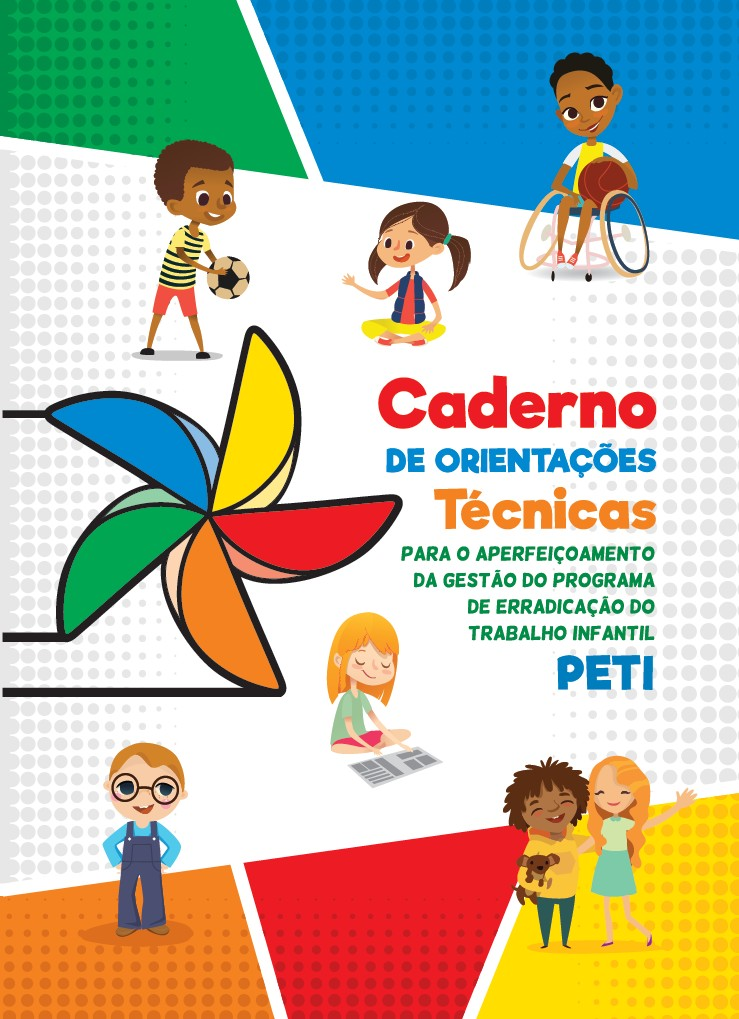 Caderno
DE ORIENTAÇÕES
Técnicas
PARA O APERFEIÇOAMENTO
DA GESTÃO DO PROGRAMA
DE ERRADICAÇÃO DO
TRABALHO INFANTIL
PETI